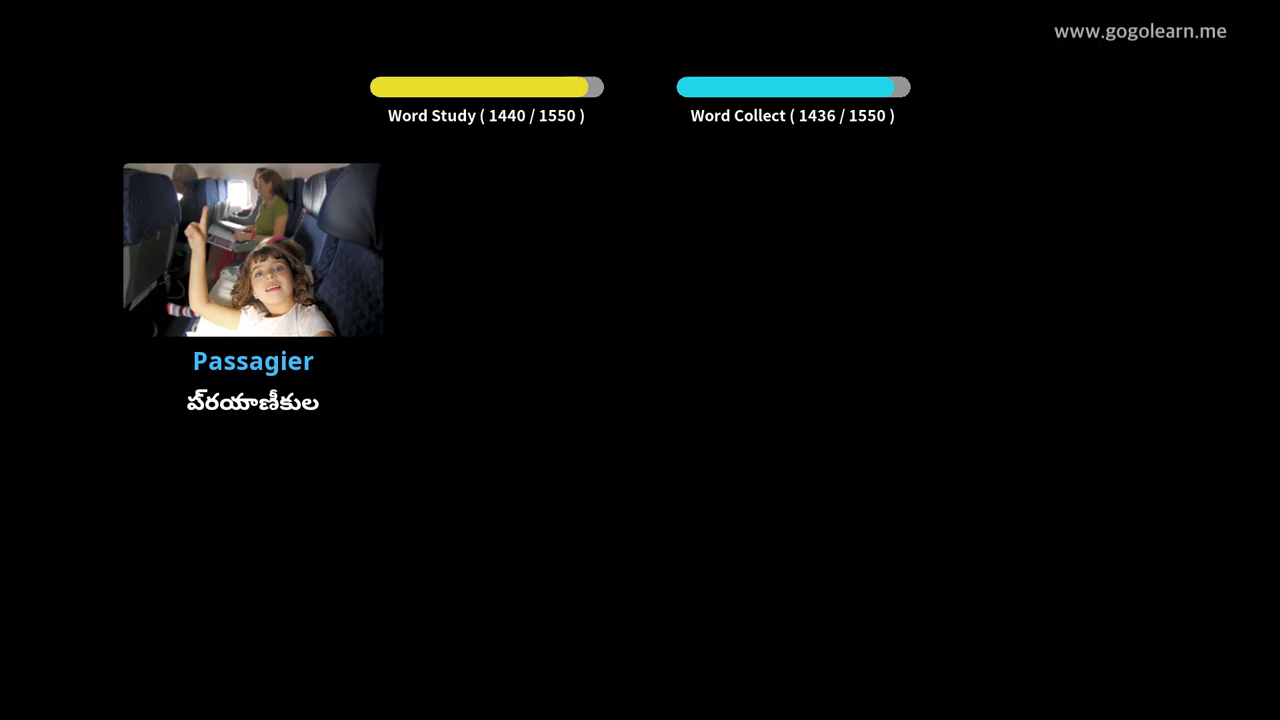 www.gogolearn.me
Word Study ( 1440 / 1550 )
Word Collect ( 1436 / 1550 )
Passagier
ప్రయాణీకుల